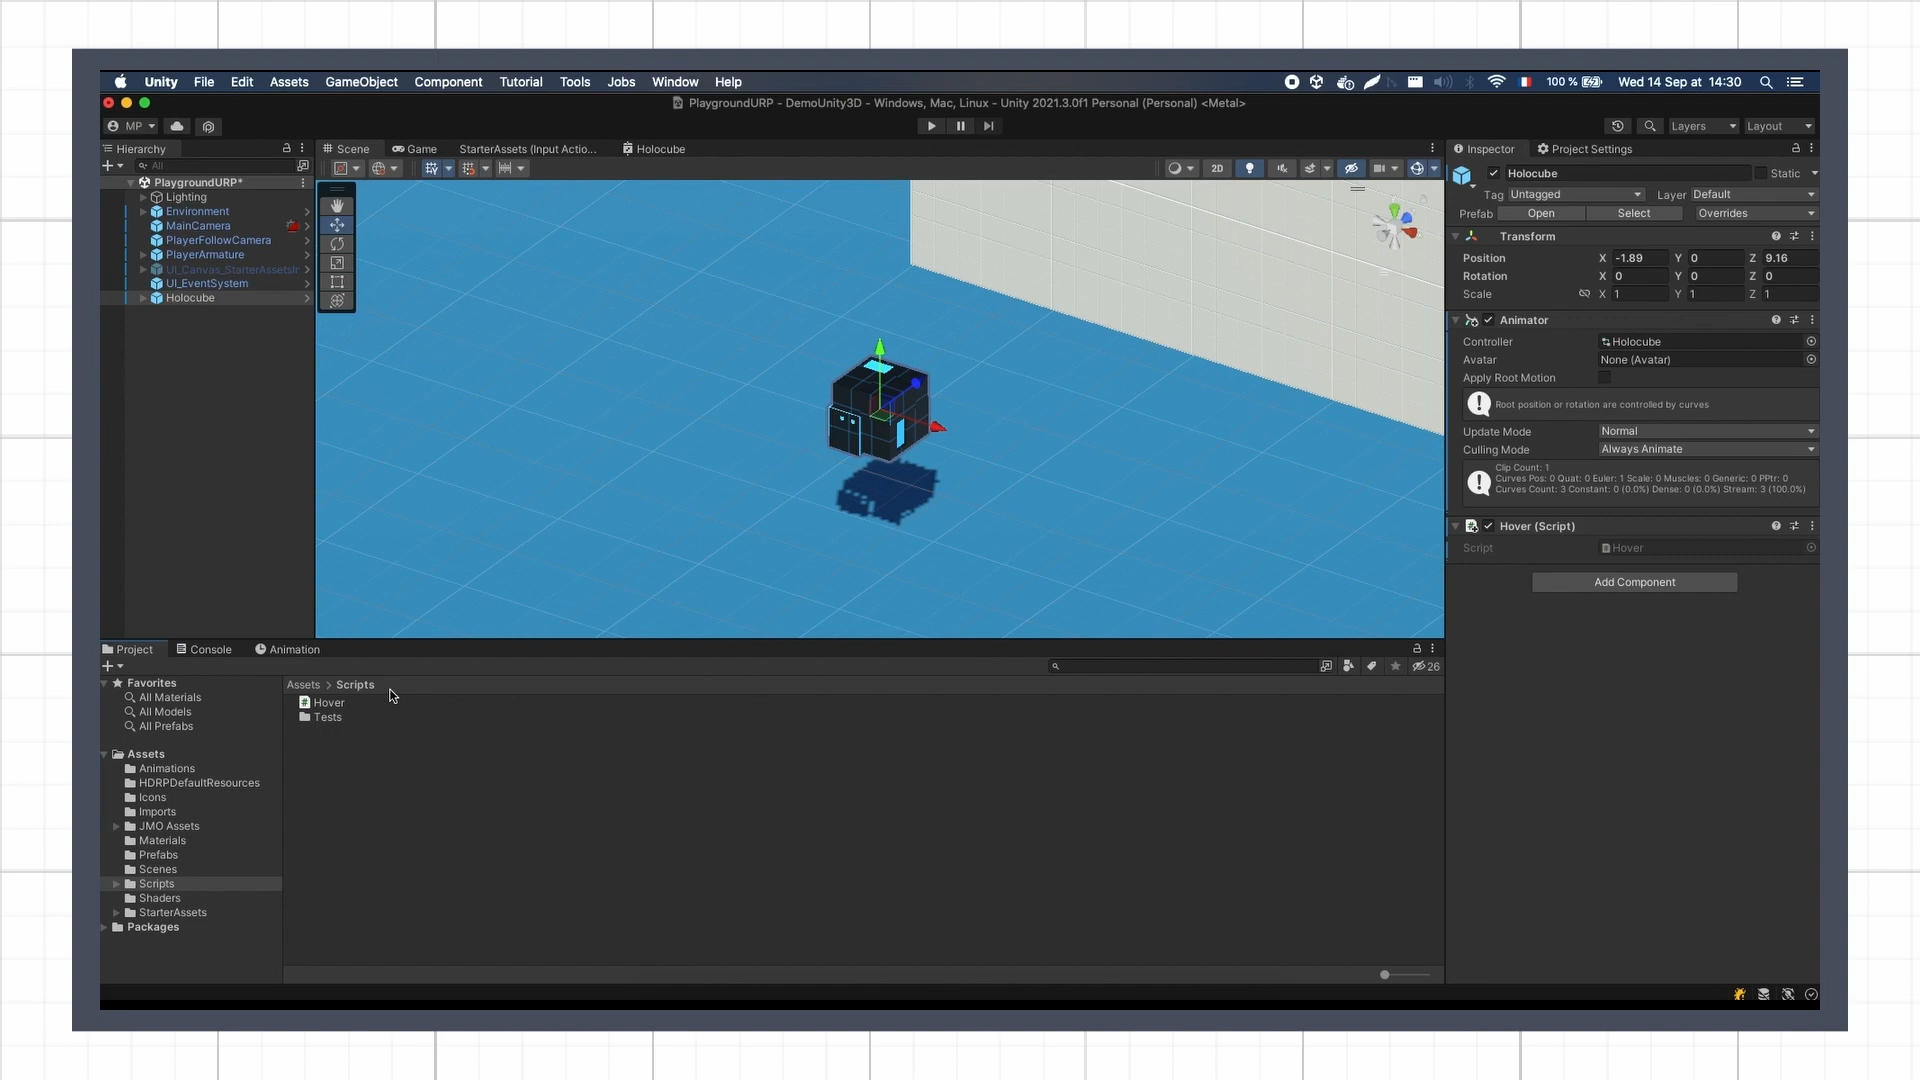 Unity File Edit Assets GameObject Component Tutorial Tools Jobs Window Help
100 % Wed 14 Sep at 14:30
PlaygroundURP - DemoUnity3D - Windows, Mac, Linux - Unity 2021.3.0f1 Personal (Personal) <Metal>
MP
Layers Layout
Hierarchy
All
PlaygroundURP*
Lighting
Environment
MainCamera
PlayerFollowCamera
PlayerArmature
UI_Canvas_StarterAssetsIr
UI_EventSystem
Holocube
Scene Game StarterAssets (Input Actio... Holocube
2D
Inspector Project Settings
Holocube Static
Tag Untagged Layer Default
Prefab Open Select Overrides
Transform
Position X -1.89 Y 0 Z 9.16
Rotation X 0 Y 0 Z 0
Scale X 1 Y 1 Z 1
Animator
Controller Holocube
Avatar None (Avatar)
Apply Root Motion
Root position or rotation are controlled by curves
Update Mode Normal
Culling Mode Always Animate
Clip Count: 1
Curves Pos: 0 Quat: 0 Euler: 1 Scale: 0 Muscles: 0 Generic: 0 PPtr: 0
Curves Count: 3 Constant: 0 (0.0%) Dense: 0 (0.0%) Stream: 3 (100.0%)
Hover (Script)
Script Hover
Add Component
Project Console Animation
26
Favorites
All Materials
All Models
All Prefabs
Assets
Animations
HDRPDefaultResources
Icons
Imports
JMO Assets
Materials
Prefabs
Scenes
Scripts
Shaders
StarterAssets
Packages
Assets > Scripts
Hover
Tests